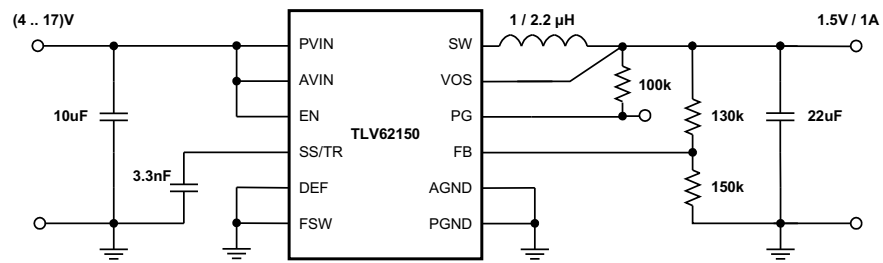 (4 .. 17)V
1 / 2.2 µH
1.5V / 1A
PVIN
SW
AVIN
VOS
100k
10uF
EN
PG
130k
22uF
TLV62150
SS/TR
FB
3.3nF
DEF
AGND
150k
FSW
PGND